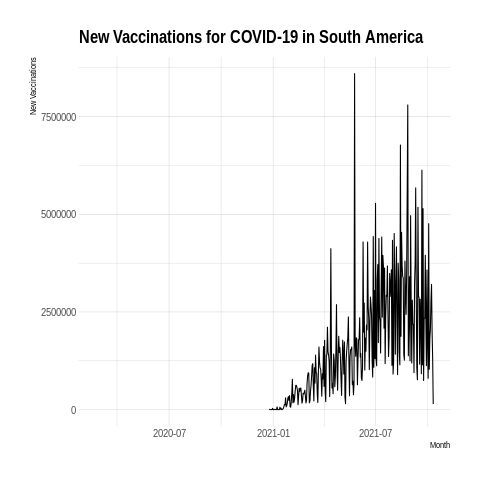 New Vaccinations for COVID-19 in South America
New Vaccinations
7500000
5000000
2500000
0
2020-07
2021-01
2021-07
Month